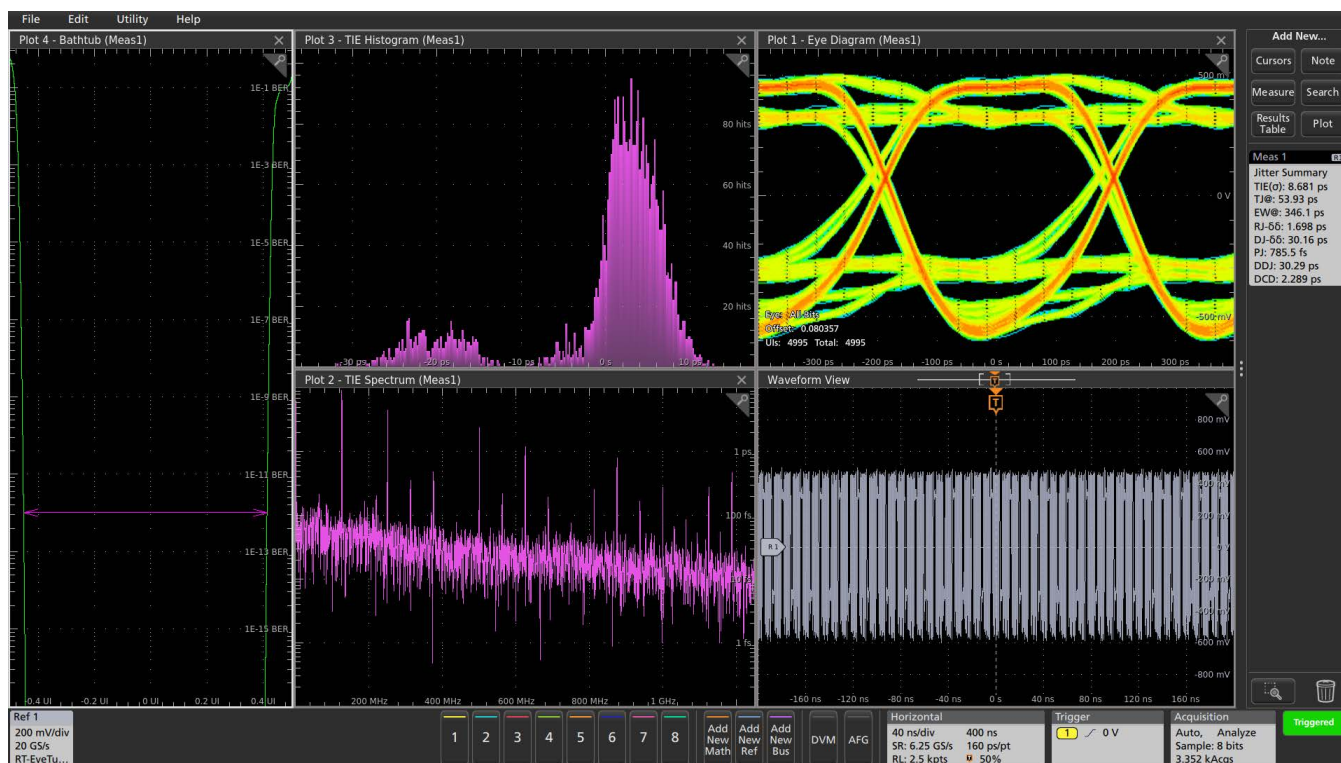 File Edit Utility Help
Plot 4 - Bathtub (Meas1)
1E-1 BER
1E-3 BER
1E-5 BER
1E-7 BER
1E-9 BER
1E-11 BER
1E-13 BER
1E-15 BER
-0.4 UI -0.2 UI 0 UI 0.2 UI 0.4 UI
Plot 3 - TIE Histogram (Meas1)
80 hits
60 hits
40 hits
20 hits
-30 ps -20 ps -10 ps 0 s 10 ps
Plot 1 - Eye Diagram (Meas1)
500 mV
0 V
-500 mV
Eye: All Bits
Offset: 0.080357
UIs: 4995 Total: 4995
-300 ps -200 ps -100 ps 0 s 100 ps 200 ps 300 ps
Plot 2 - TIE Spectrum (Meas1)
1 ps
100 fs
10 fs
1 fs
200 MHz 400 MHz 600 MHz 800 MHz 1 GHz
Waveform View
T
T
800 mV
600 mV
400 mV
200 mV
0 V
-200 mV
-400 mV
-600 mV
-800 mV
R1
-160 ns -120 ns -80 ns -40 ns 0 s 40 ns 80 ns 120 ns 160 ns
Add New...
Cursors Note
Measure Search
Results Table Plot
Meas 1
Jitter Summary
TIE(σ): 8.681 ps
TJ@: 53.93 ps
EW@: 346.1 ps
RJ-δδ: 1.698 ps
DJ-δδ: 30.16 ps
PJ: 785.5 fs
DDJ: 30.29 ps
DCD: 2.289 ps
Ref 1
200 mV/div
20 GS/s
RT-EyeTu...
1 2 3 4 5 6 7 8
Add New Math
Add New Ref
Add New Bus
DVM
AFG
Horizontal
40 ns/div 400 ns
SR: 6.25 GS/s 160 ps/pt
RL: 2.5 kpts 50%
Trigger
1 0 V
Acquisition
Auto, Analyze
Sample: 8 bits
3.352 kAcqs
Triggered